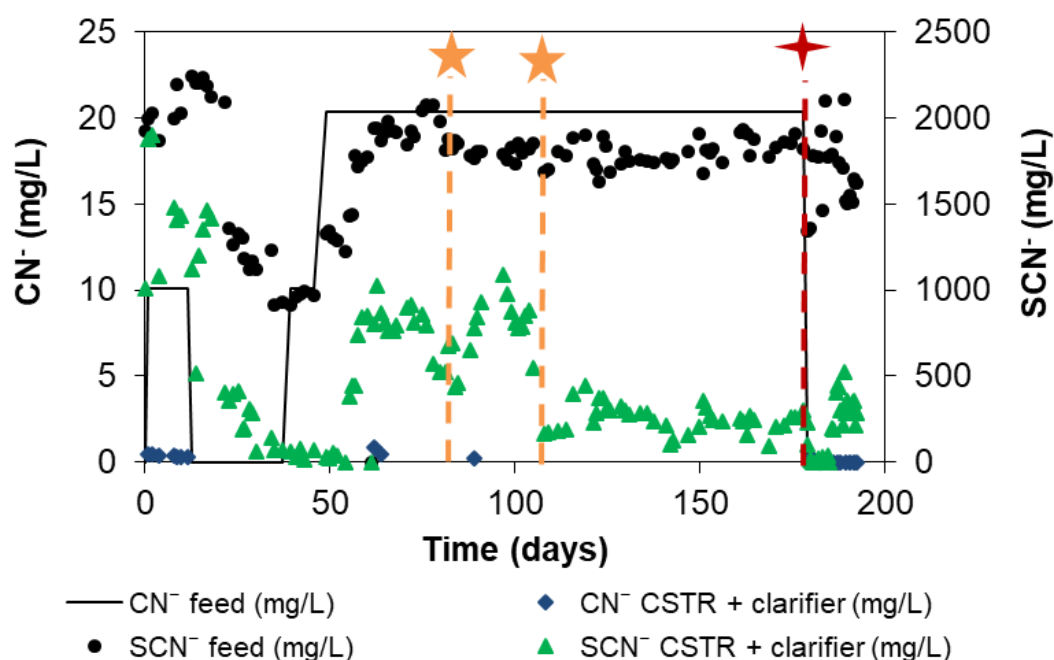 25 2500
20 2000
15 1500
10 1000
5 500
0 0
CN⁻ (mg/L)
SCN⁻ (mg/L)
0 50 100 150 200
Time (days)
CN⁻ feed (mg/L) CN⁻ CSTR + clarifier (mg/L)
SCN⁻ feed (mg/L) SCN⁻ CSTR + clarifier (mg/L)